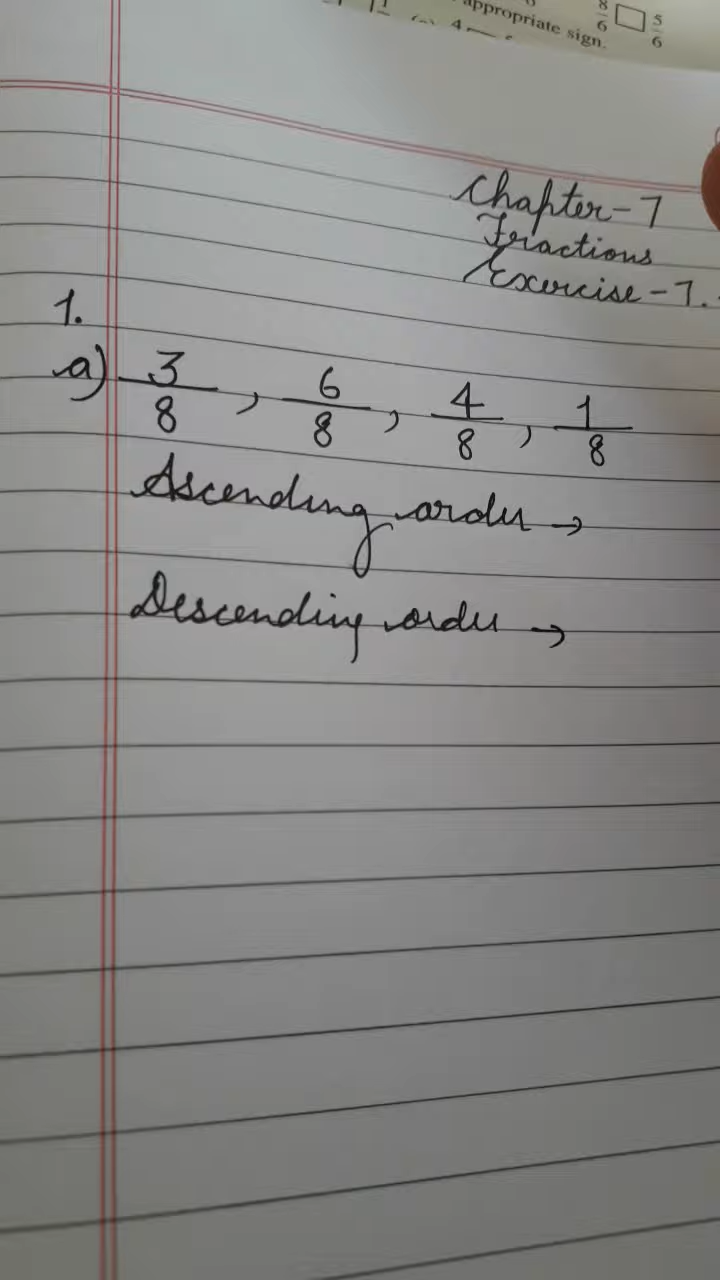 appropriate sign.
8/6 □ 5/6
Chapter-7
Fractions
Exercise-7.
1.
a) 3/8, 6/8, 4/8, 1/8
Ascending order →
Descending order →